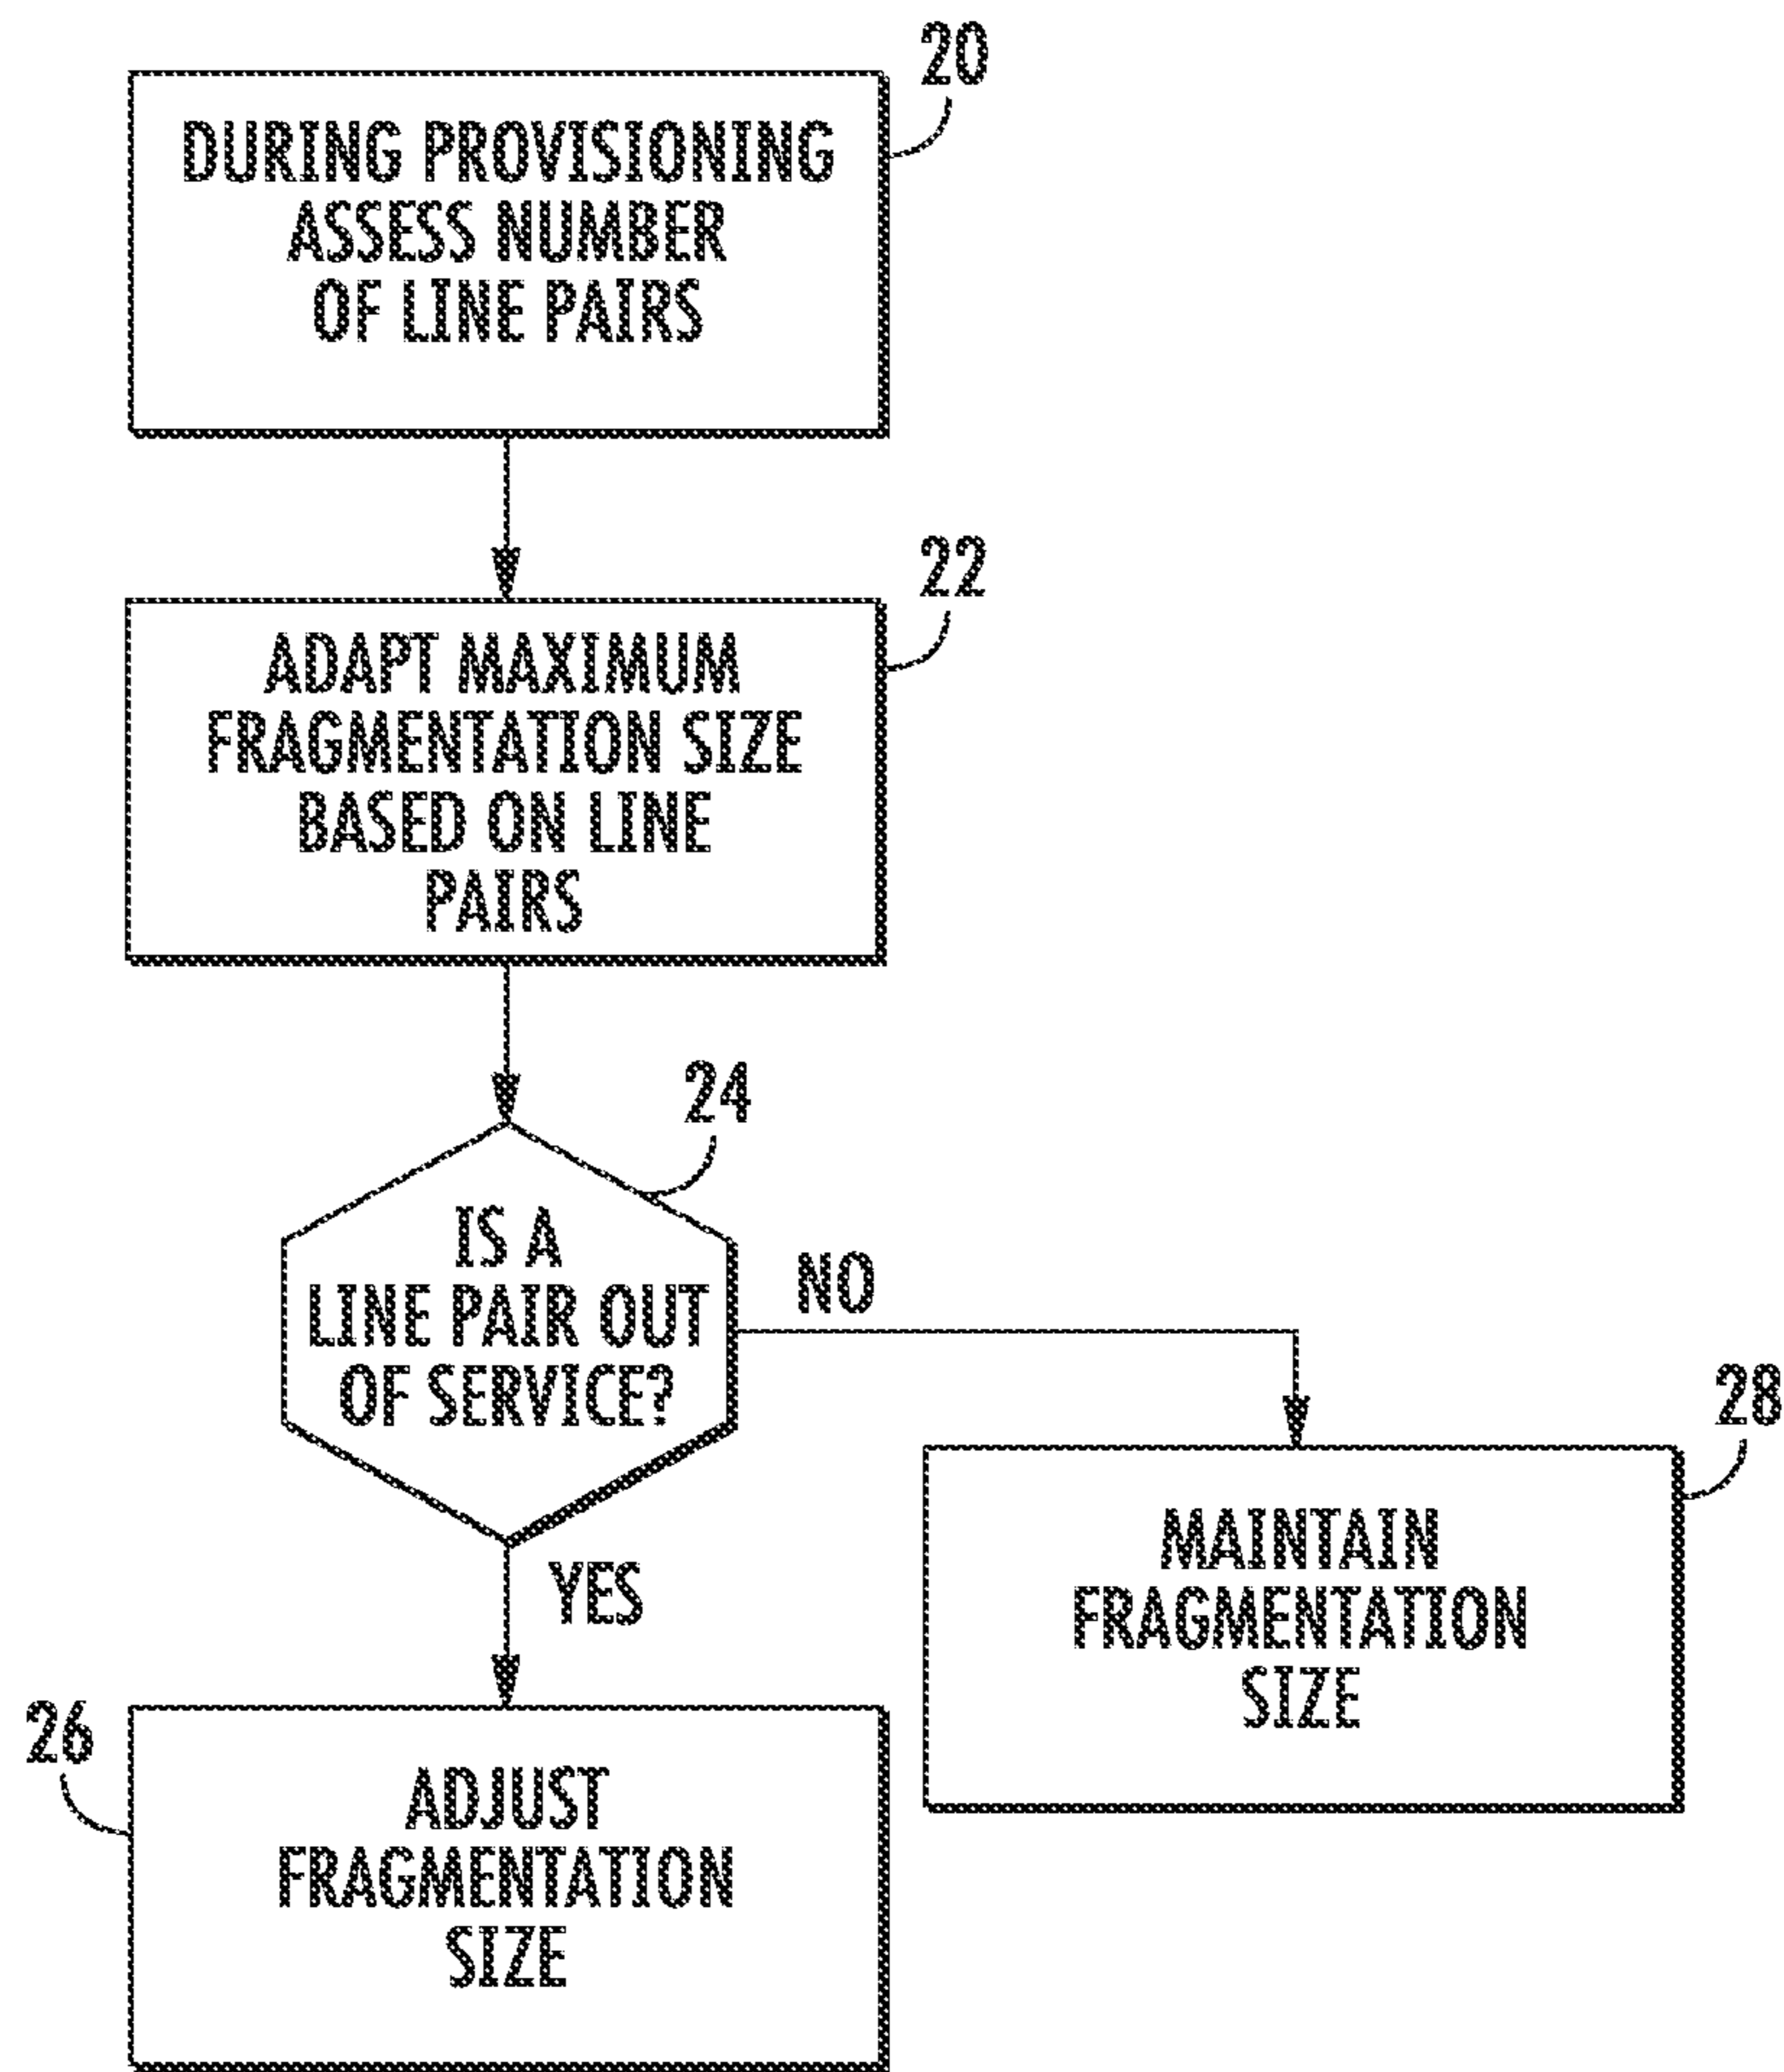 20
DURING PROVISIONING
ASSESS NUMBER
OF LINE PAIRS
22
ADAPT MAXIMUM
FRAGMENTATION SIZE
BASED ON LINE
PAIRS
24
IS A
LINE PAIR OUT
OF SERVICE?
NO
YES
28
MAINTAIN
FRAGMENTATION
SIZE
26
ADJUST
FRAGMENTATION
SIZE